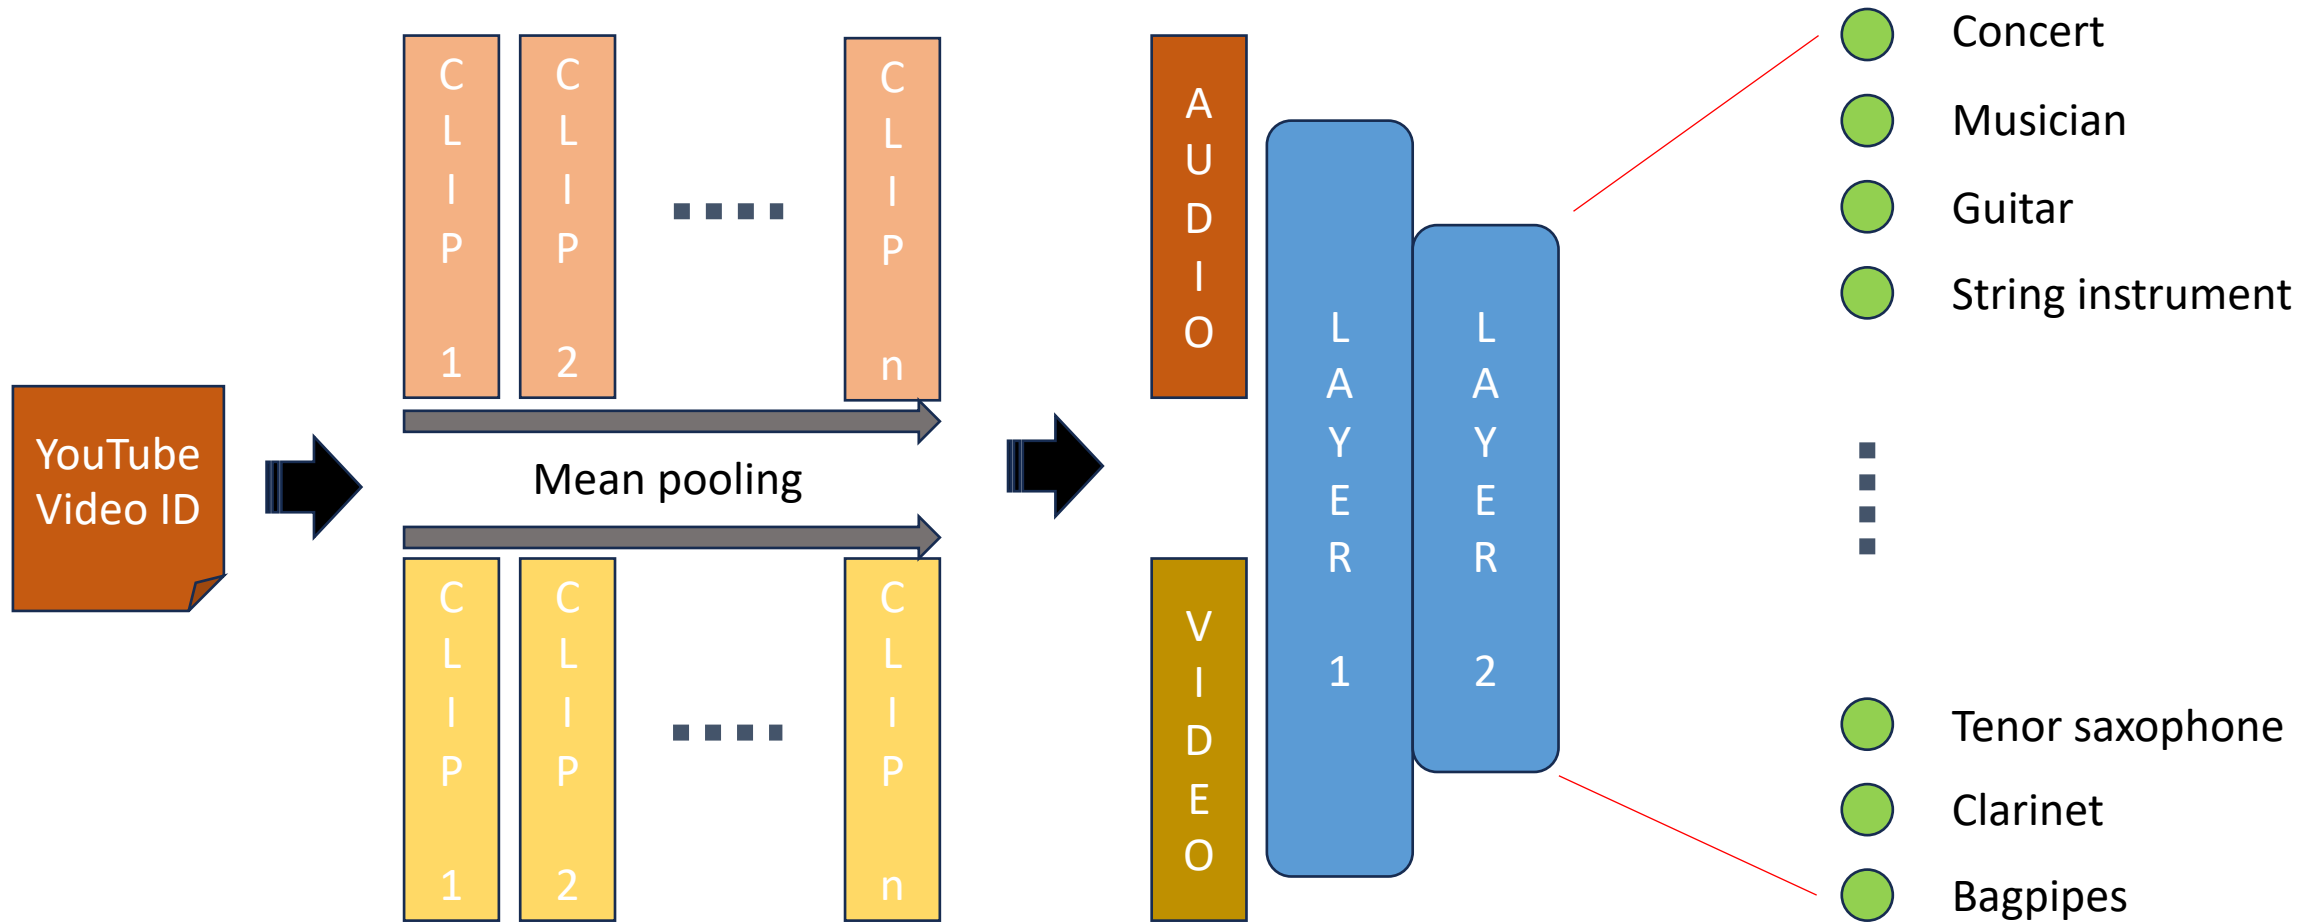 YouTube
Video ID
CLIP 1
CLIP 2
CLIP n
Mean pooling
CLIP 1
CLIP 2
CLIP n
AUDIO
VIDEO
LAYER 1
LAYER 2
Concert
Musician
Guitar
String instrument
Tenor saxophone
Clarinet
Bagpipes